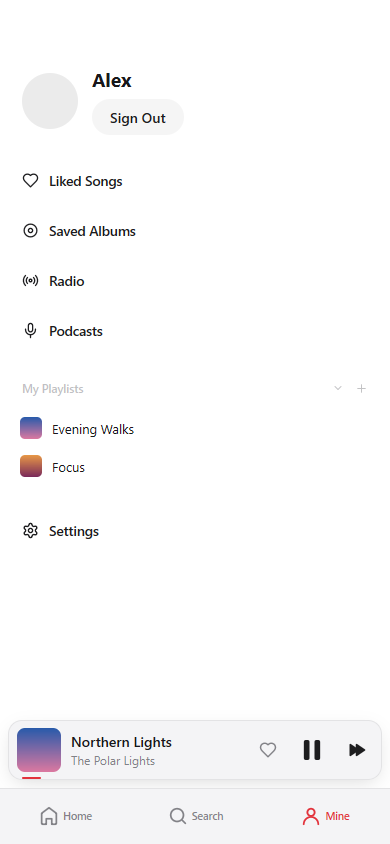 Alex
Sign Out
Liked Songs
Saved Albums
Radio
Podcasts
My Playlists
Evening Walks
Focus
Settings
Northern Lights
The Polar Lights
Home
Search
Mine